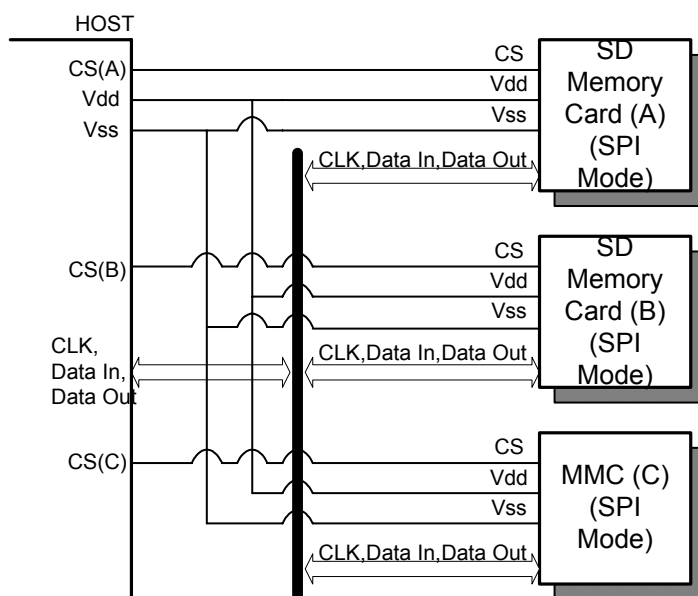 HOST
CS(A)
Vdd
Vss
CS
Vdd
Vss
SD
Memory
Card (A)
(SPI
Mode)
CLK,Data In,Data Out
CS(B)
CS
Vdd
Vss
SD
Memory
Card (B)
(SPI
Mode)
CLK,
Data In,
Data Out
CLK,Data In,Data Out
CS(C)
CS
Vdd
Vss
MMC (C)
(SPI
Mode)
CLK,Data In,Data Out